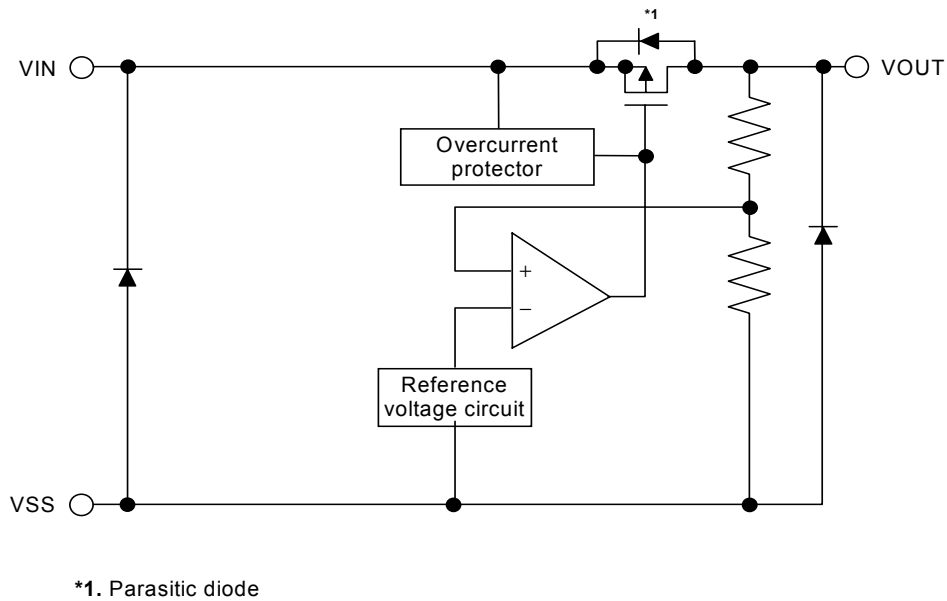 *1
VIN
VOUT
Overcurrent
protector
+
−
Reference
voltage circuit
VSS
*1. Parasitic diode